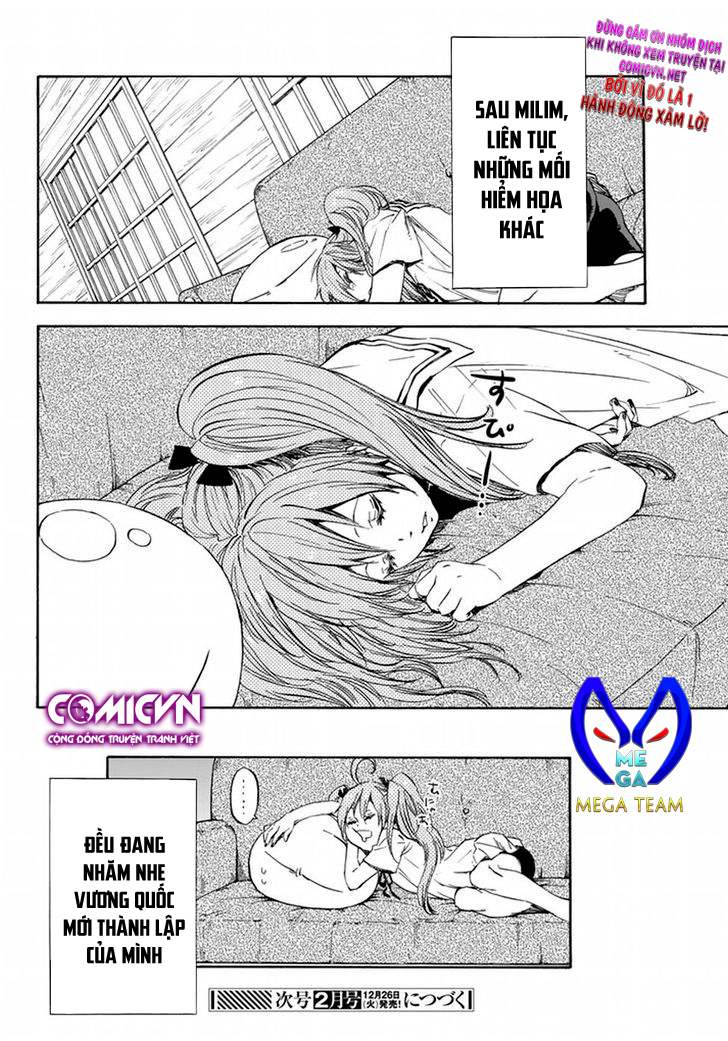 ĐỪNG CÁM ƠN NHÓM DỊCH
KHI KHÔNG XEM TRUYỆN TẠI
COMICVN.NET
BỞI VÌ ĐÓ LÀ 1
HÀNH ĐỘNG XÂM LỜ!
SAU MILIM,
LIÊN TỤC
NHỮNG MỐI
HIỂM HỌA
KHÁC
すぴー…
COMICVN
CỘNG ĐỒNG TRUYỆN TRANH VIỆT
MEGA
MEGA TEAM
……
ĐỀU ĐANG
NHĂM NHE
VƯƠNG QUỐC
MỚI THÀNH LẬP
CỦA MÌNH
次号2月号12月26日(火)発売!につづく